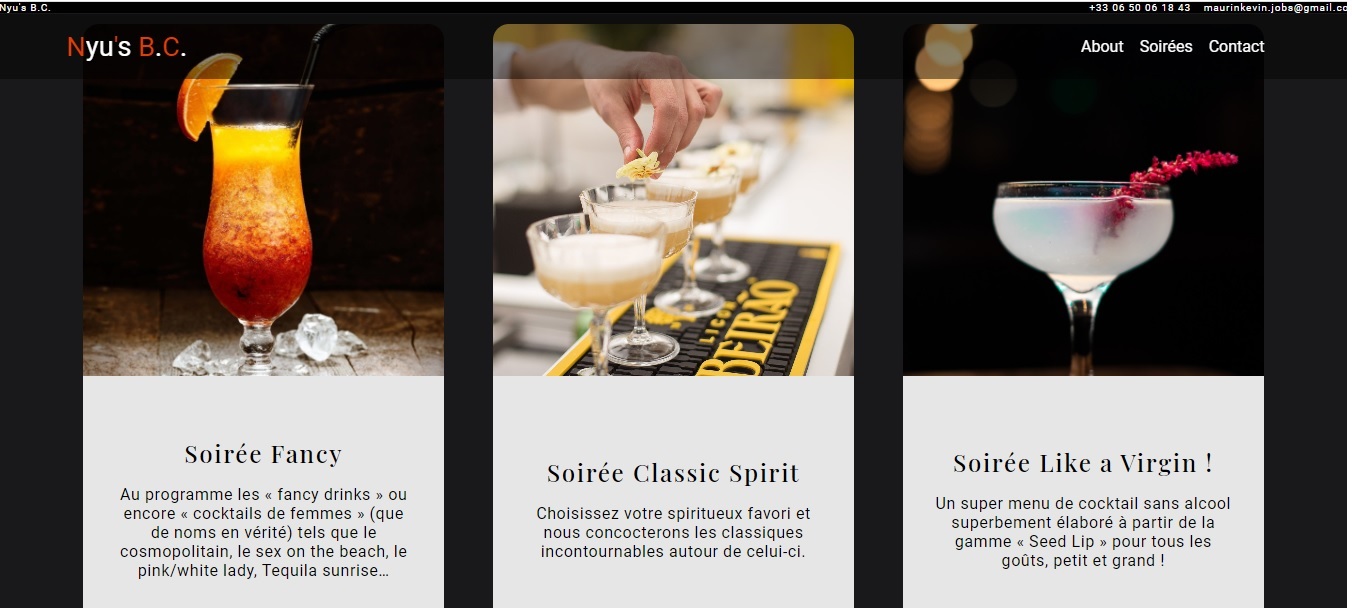 Nyu's B.C.
+33 06 50 06 18 43 maurinkevin.jobs@gmail.co
Nyu's B.C.
About Soirées Contact
LICOR
BEIRÃO
Soirée Fancy
Au programme les « fancy drinks » ou
encore « cocktails de femmes » (que
de noms en vérité) tels que le
cosmopolitain, le sex on the beach, le
pink/white lady, Tequila sunrise...
Soirée Classic Spirit
Choisissez votre spiritueux favori et
nous concocterons les classiques
incontournables autour de celui-ci.
Soirée Like a Virgin !
Un super menu de cocktail sans alcool
superbement élaboré à partir de la
gamme « Seed Lip » pour tous les
goûts, petit et grand !